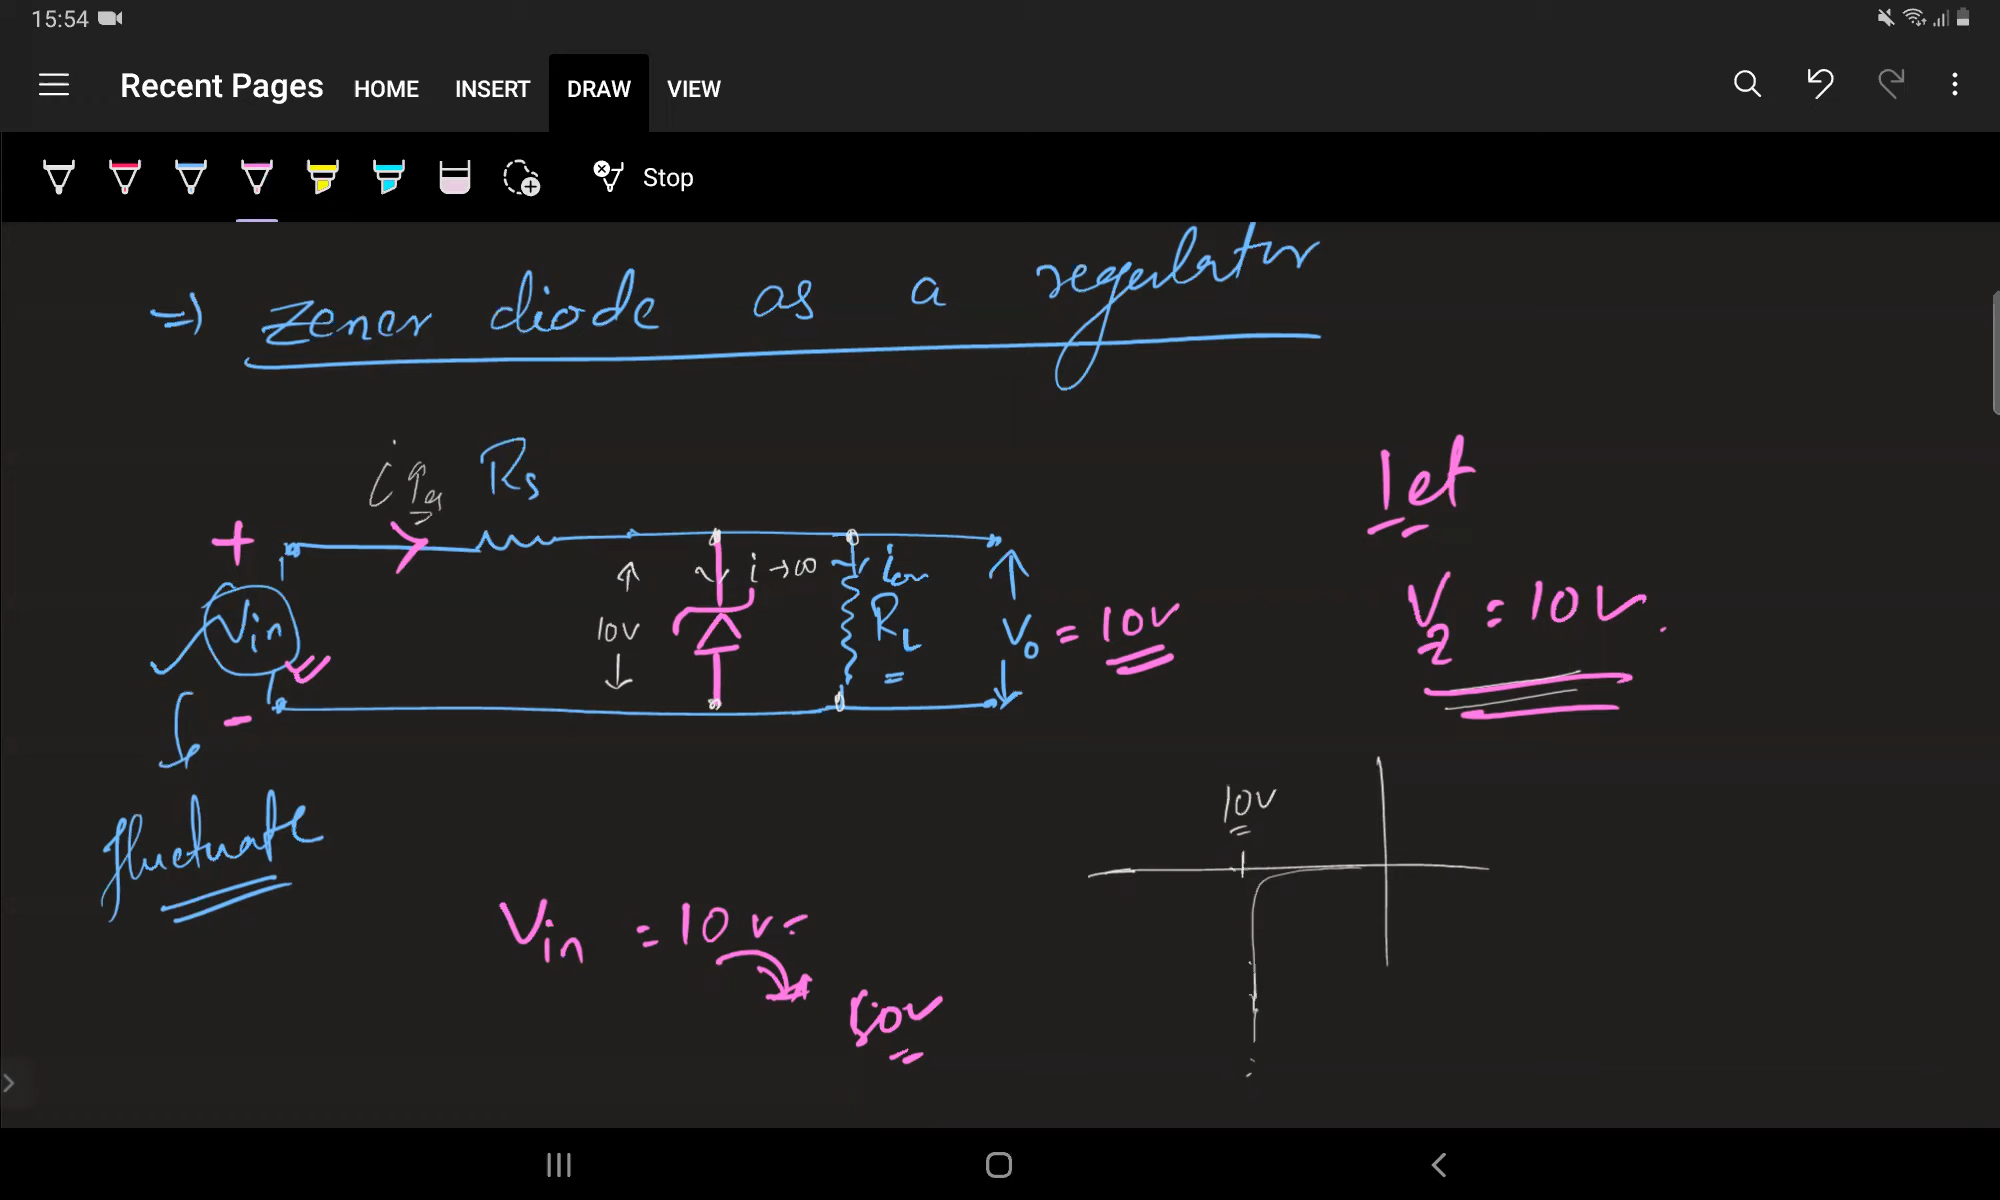 15:54
Recent Pages HOME INSERT DRAW VIEW
Stop
=) Zener diode as a regulator
i Rs
+
Vin
-
10V
i→∞
RL
=
Vo = 10V
let
V2 = 10V.
fluctuate
Vin = 10V
50V
10V